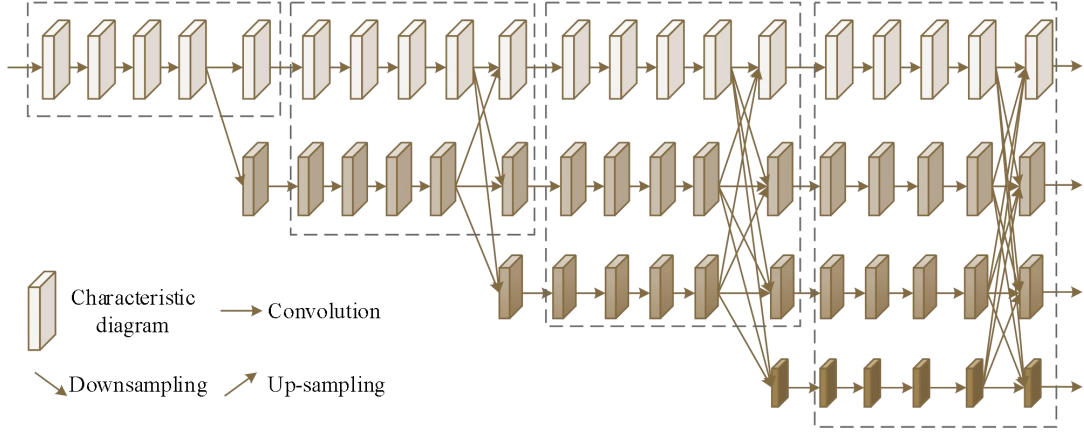 Characteristic
diagram
Convolution
Downsampling
Up-sampling